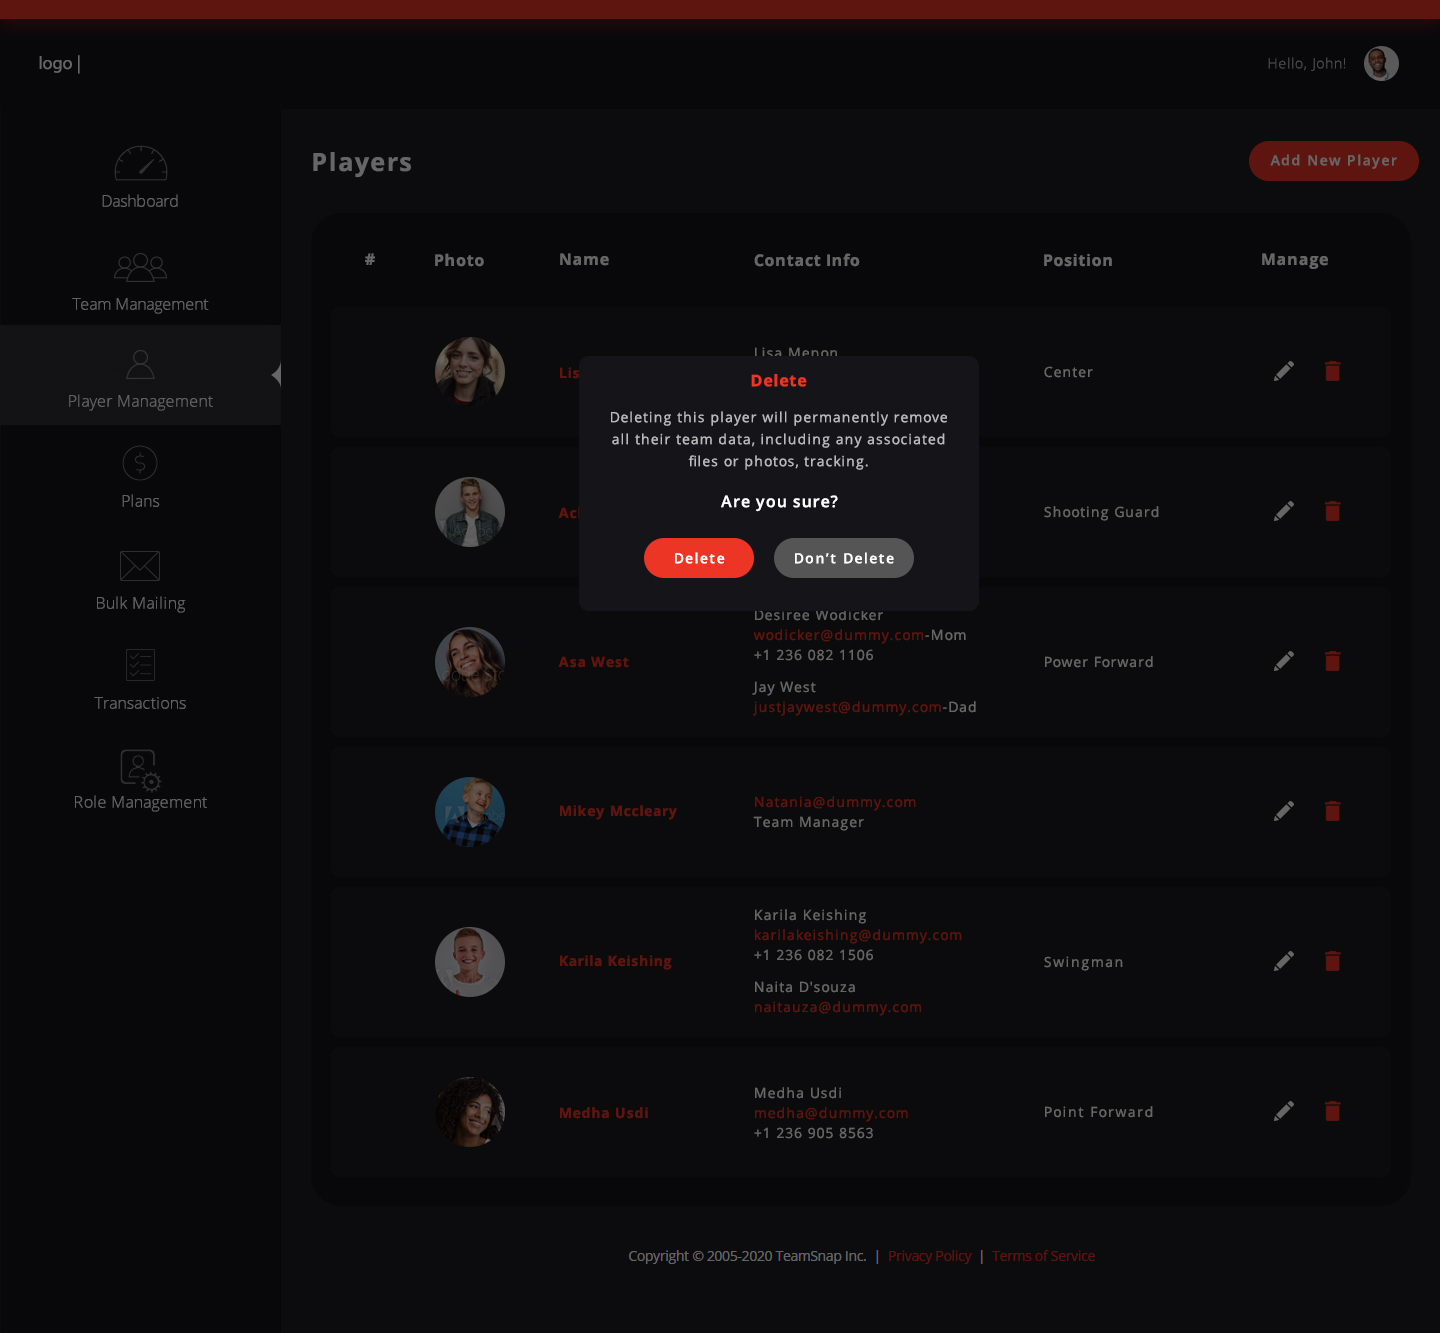 logo |
Hello, John!
Dashboard
Team Management
Player Management
Plans
Bulk Mailing
Transactions
Role Management
Players
Add New Player
# Photo Name Contact Info Position Manage
Lisa Menon
Lis
Center
Delete
Deleting this player will permanently remove
all their team data, including any associated
files or photos, tracking.
Are you sure?
Delete Don’t Delete
Shooting Guard
Asa West
Desiree Wodicker
wodicker@dummy.com-Mom
+1 236 082 1106
Jay West
justjaywest@dummy.com-Dad
Power Forward
Mikey Mccleary
Natania@dummy.com
Team Manager
Karila Keishing
Karila Keishing
karilakeishing@dummy.com
+1 236 082 1506
Naita D'souza
naitauza@dummy.com
Swingman
Medha Usdi
Medha Usdi
medha@dummy.com
+1 236 905 8563
Point Forward
Copyright © 2005-2020 TeamSnap Inc. | Privacy Policy | Terms of Service